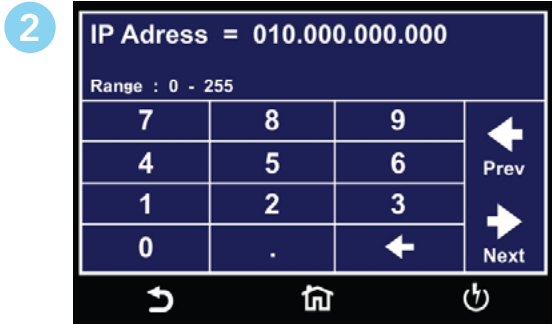 2
IP Adress = 010.000.000.000
Range : 0 - 255
7 8 9
4 5 6
Prev
1 2 3
0 .
Next